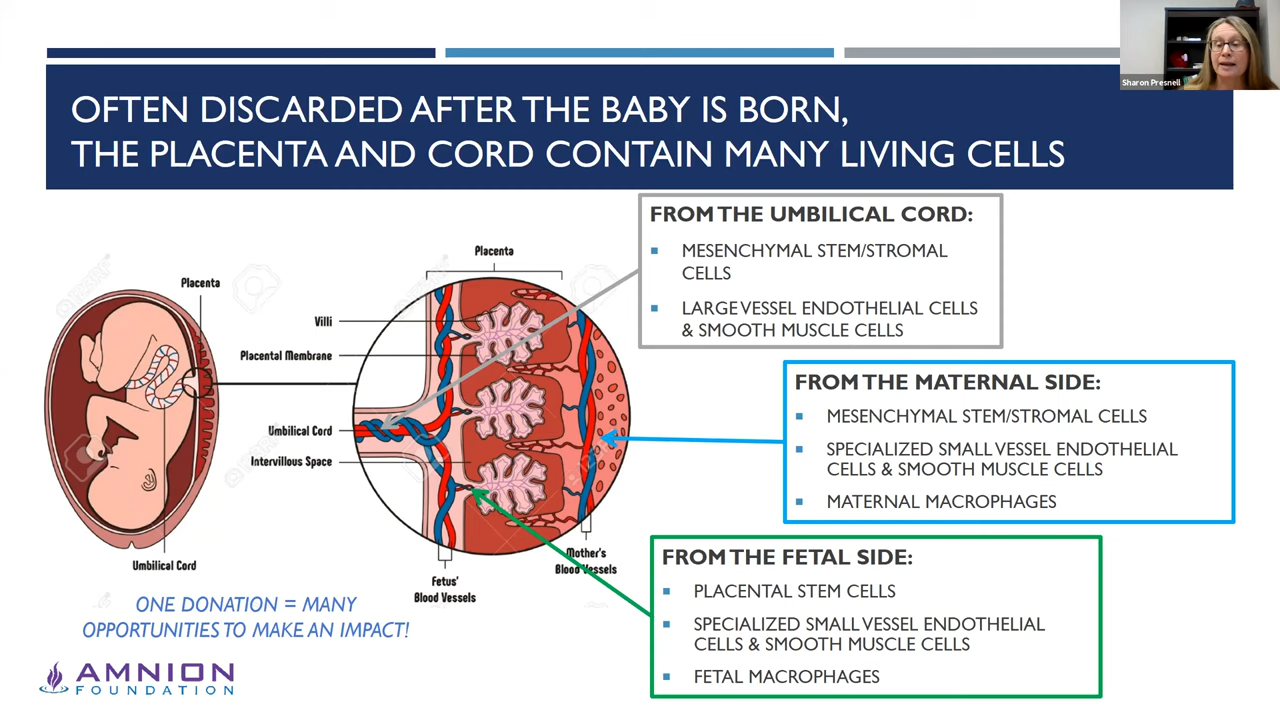 Sharon Presnell
OFTEN DISCARDED AFTER THE BABY IS BORN,
THE PLACENTA AND CORD CONTAIN MANY LIVING CELLS
FROM THE UMBILICAL CORD:
MESENCHYMAL STEM/STROMAL
CELLS
LARGE VESSEL ENDOTHELIAL CELLS
& SMOOTH MUSCLE CELLS
Placenta
Placenta
Villi
Placental Membrane
Umbilical Cord
Intervillous Space
Umbilical Cord
Fetus'
Blood Vessels
Mother's
Blood Vessels
FROM THE MATERNAL SIDE:
MESENCHYMAL STEM/STROMAL CELLS
SPECIALIZED SMALL VESSEL ENDOTHELIAL
CELLS & SMOOTH MUSCLE CELLS
MATERNAL MACROPHAGES
FROM THE FETAL SIDE:
PLACENTAL STEM CELLS
SPECIALIZED SMALL VESSEL ENDOTHELIAL
CELLS & SMOOTH MUSCLE CELLS
FETAL MACROPHAGES
ONE DONATION = MANY
OPPORTUNITIES TO MAKE AN IMPACT!
AMNION
FOUNDATION